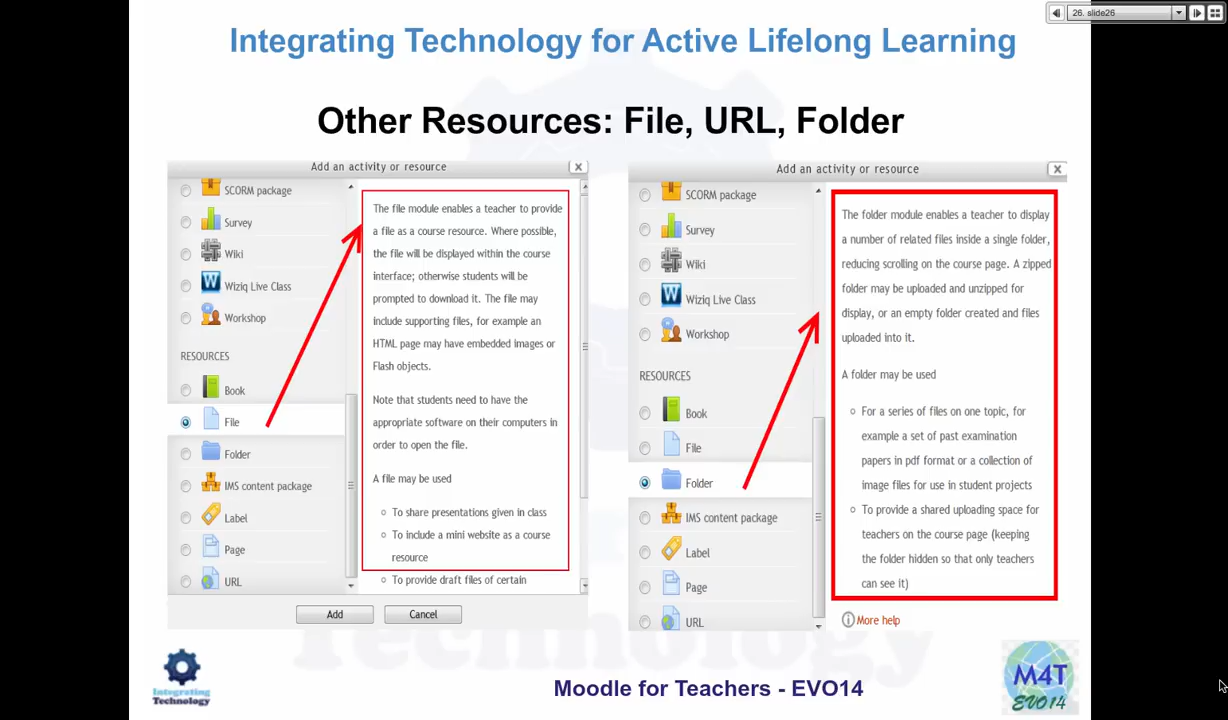 26. slide26
Integrating Technology for Active Lifelong Learning
Other Resources: File, URL, Folder
Add an activity or resource
SCORM package
Survey
Wiki
Wiziq Live Class
Workshop
RESOURCES
Book
File
Folder
IMS content package
Label
Page
URL
The file module enables a teacher to provide
a file as a course resource. Where possible,
the file will be displayed within the course
interface; otherwise students will be
prompted to download it. The file may
include supporting files, for example an
HTML page may have embedded images or
Flash objects.
Note that students need to have the
appropriate software on their computers in
order to open the file.
A file may be used
To share presentations given in class
To include a mini website as a course
resource
To provide draft files of certain
Add
Cancel
Add an activity or resource
SCORM package
Survey
Wiki
Wiziq Live Class
Workshop
RESOURCES
Book
File
Folder
IMS content package
Label
Page
URL
The folder module enables a teacher to display
a number of related files inside a single folder,
reducing scrolling on the course page. A zipped
folder may be uploaded and unzipped for
display, or an empty folder created and files
uploaded into it.
A folder may be used
For a series of files on one topic, for
example a set of past examination
papers in pdf format or a collection of
image files for use in student projects
To provide a shared uploading space for
teachers on the course page (keeping
the folder hidden so that only teachers
can see it)
More help
Technology
Integrating
Technology
Moodle for Teachers - EVO14
M4T
EVO14